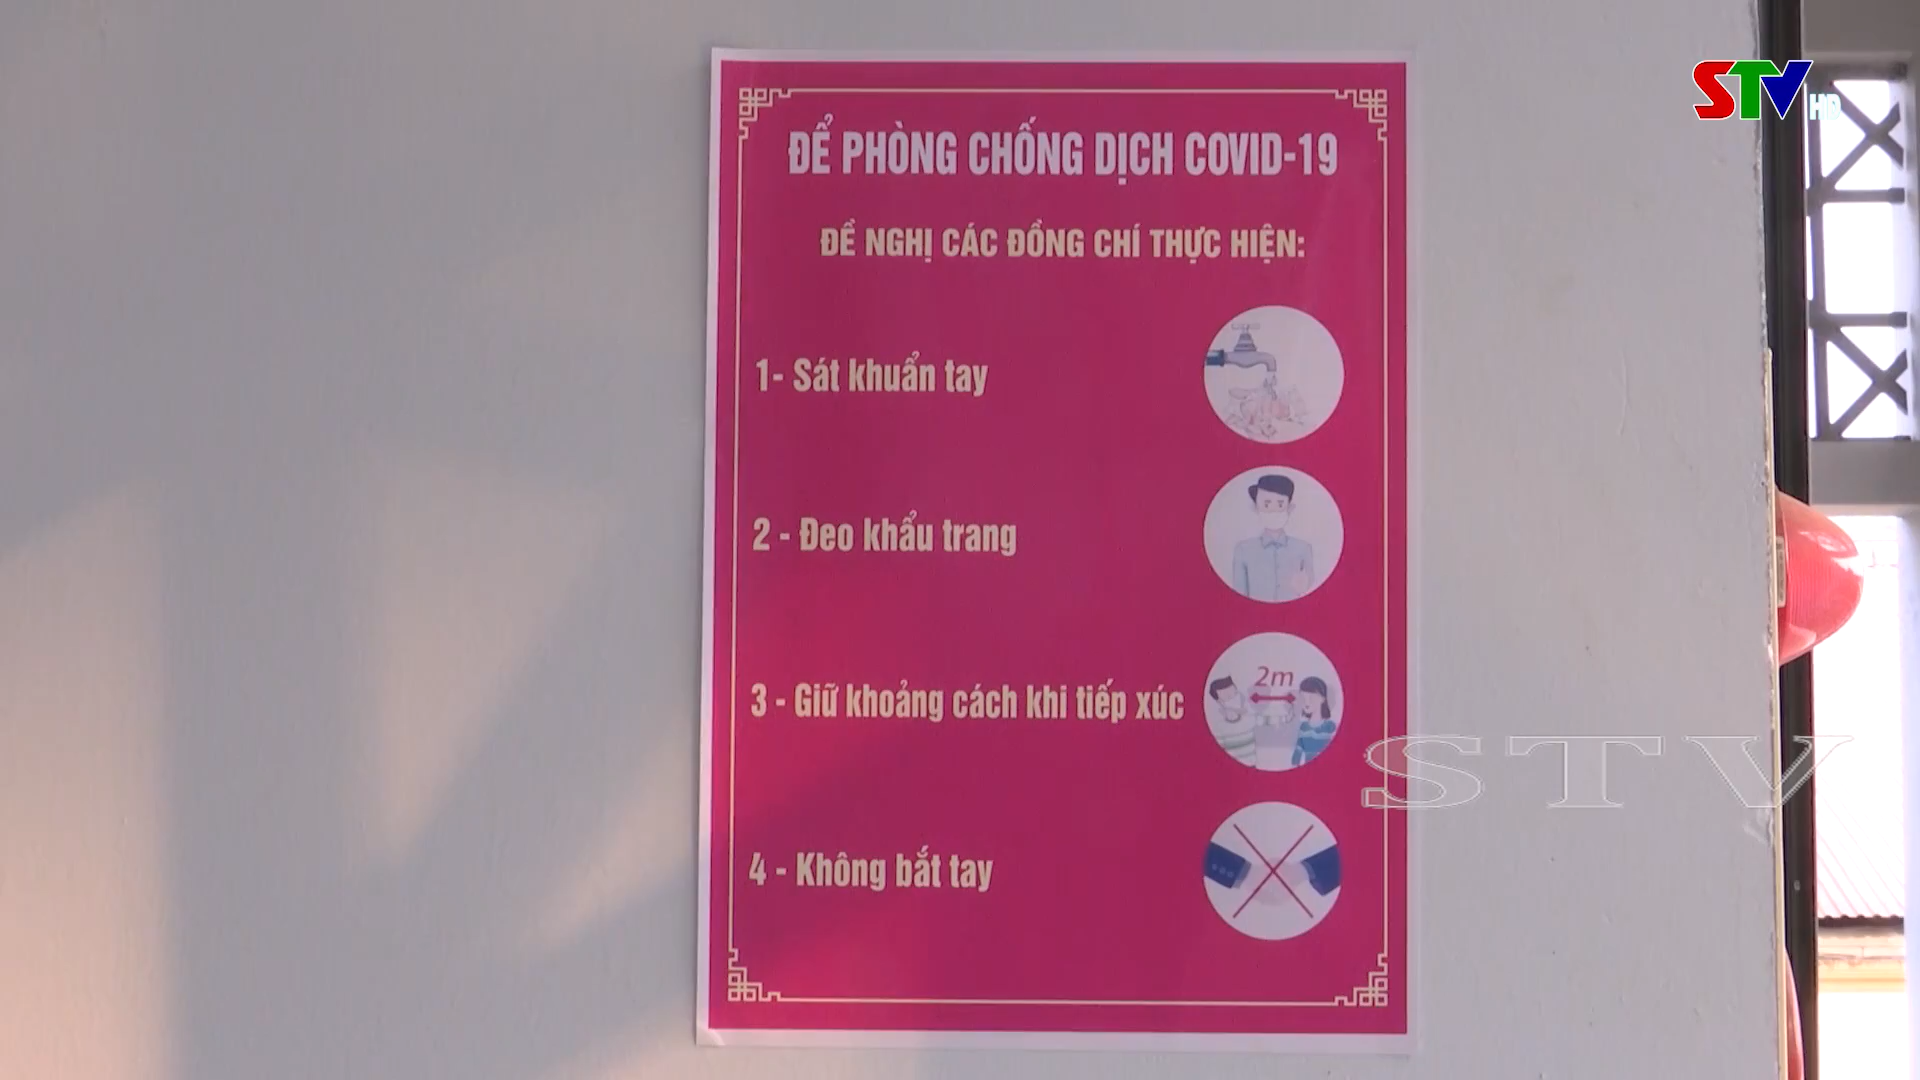 STV HD
ĐỂ PHÒNG CHỐNG DỊCH COVID-19
ĐỀ NGHỊ CÁC ĐỒNG CHÍ THỰC HIỆN:
1- Sát khuẩn tay
2 - Đeo khẩu trang
3 - Giữ khoảng cách khi tiếp xúc
2m
4 - Không bắt tay
STV